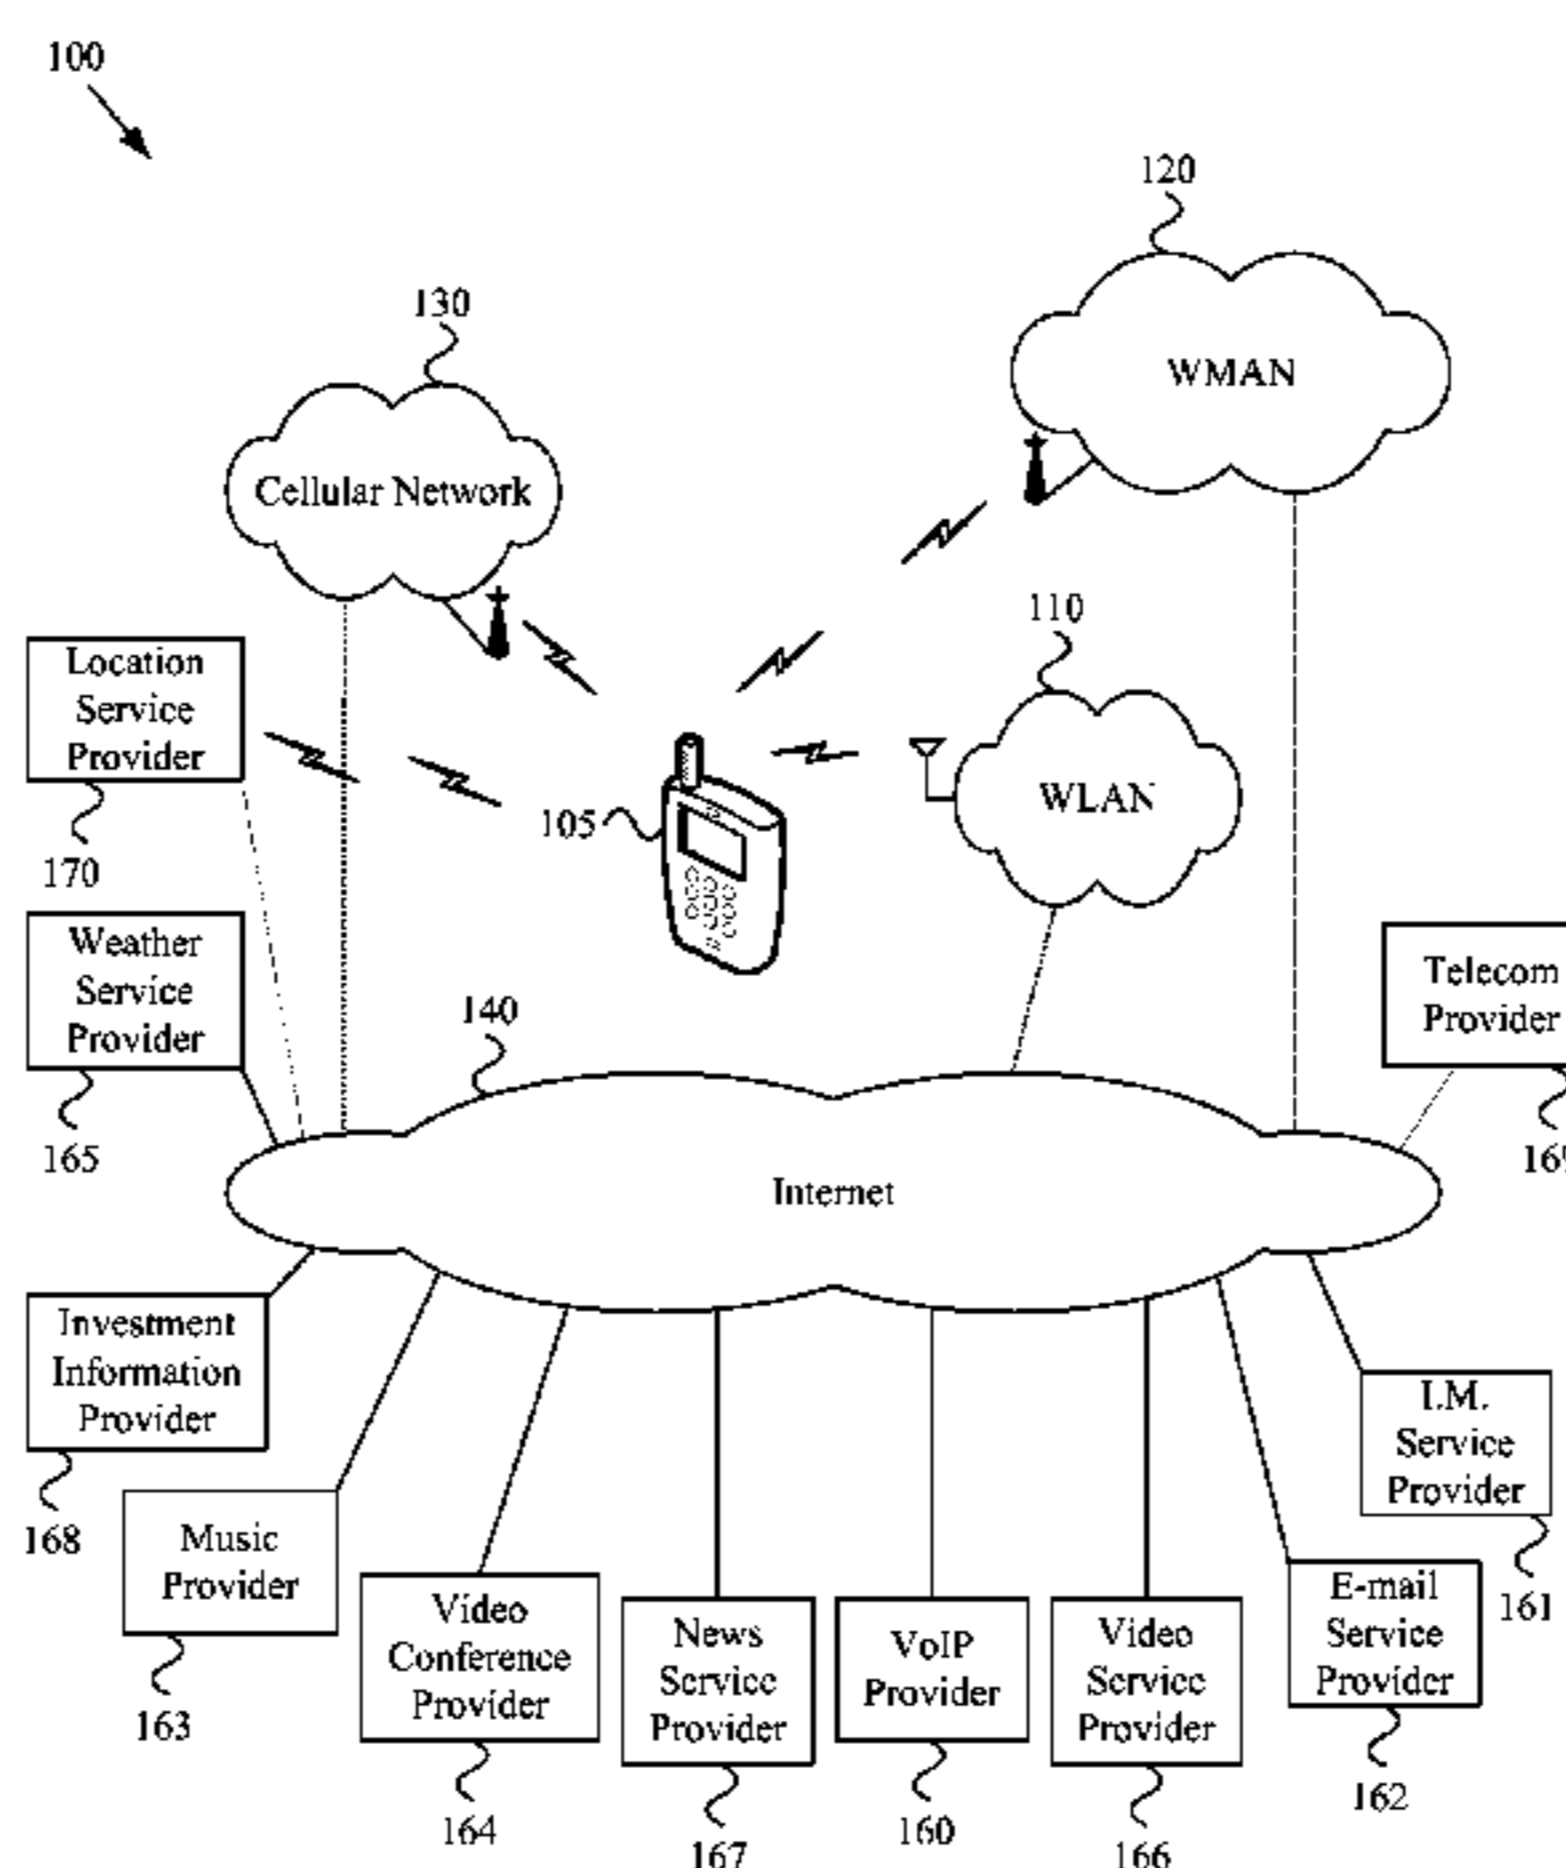 100
120
130
WMAN
Cellular Network
110
Location
Service
Provider
WLAN
105
170
Weather
Service
Provider
Telecom
Provider
140
165
169
Internet
Investment
Information
Provider
I.M.
Service
Provider
168
Music
Provider
E-mail
Service
Provider
161
Video
Conference
Provider
News
Service
Provider
VoIP
Provider
Video
Service
Provider
163
162
164
167
160
166